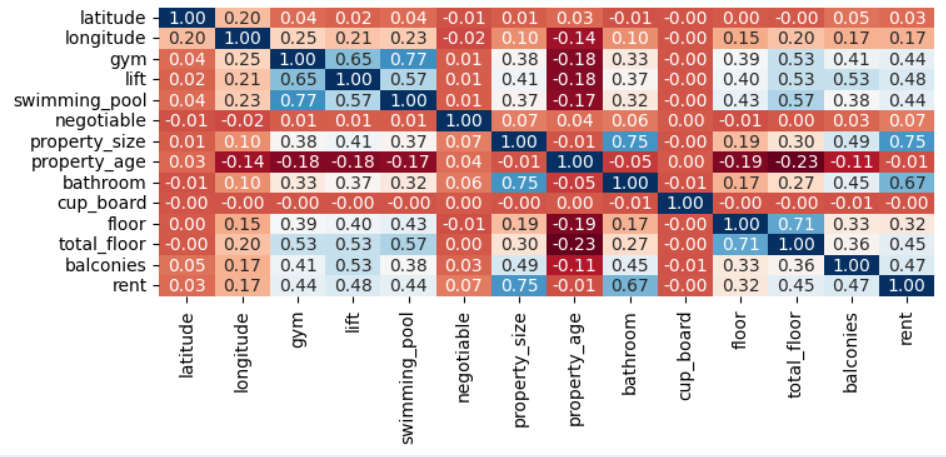 latitude 1.00 0.20 0.04 0.02 0.04 -0.01 0.01 0.03 -0.01 -0.00 0.00 -0.00 0.05 0.03
longitude 0.20 1.00 0.25 0.21 0.23 -0.02 0.10 -0.14 0.10 -0.00 0.15 0.20 0.17 0.17
gym 0.04 0.25 1.00 0.65 0.77 0.01 0.38 -0.18 0.33 -0.00 0.39 0.53 0.41 0.44
lift 0.02 0.21 0.65 1.00 0.57 0.01 0.41 -0.18 0.37 -0.00 0.40 0.53 0.53 0.48
swimming_pool 0.04 0.23 0.77 0.57 1.00 0.01 0.37 -0.17 0.32 -0.00 0.43 0.57 0.38 0.44
negotiable -0.01 -0.02 0.01 0.01 0.01 1.00 0.07 0.04 0.06 0.00 -0.01 0.00 0.03 0.07
property_size 0.01 0.10 0.38 0.41 0.37 0.07 1.00 -0.01 0.75 -0.00 0.19 0.30 0.49 0.75
property_age 0.03 -0.14 -0.18 -0.18 -0.17 0.04 -0.01 1.00 -0.05 0.00 -0.19 -0.23 -0.11 -0.01
bathroom -0.01 0.10 0.33 0.37 0.32 0.06 0.75 -0.05 1.00 -0.01 0.17 0.27 0.45 0.67
cup_board -0.00 -0.00 -0.00 -0.00 -0.00 0.00 -0.00 0.00 -0.01 1.00 -0.00 -0.00 -0.01 -0.00
floor 0.00 0.15 0.39 0.40 0.43 -0.01 0.19 -0.19 0.17 -0.00 1.00 0.71 0.33 0.32
total_floor -0.00 0.20 0.53 0.53 0.57 0.00 0.30 -0.23 0.27 -0.00 0.71 1.00 0.36 0.45
balconies 0.05 0.17 0.41 0.53 0.38 0.03 0.49 -0.11 0.45 -0.01 0.33 0.36 1.00 0.47
rent 0.03 0.17 0.44 0.48 0.44 0.07 0.75 -0.01 0.67 -0.00 0.32 0.45 0.47 1.00
latitude longitude gym lift swimming_pool negotiable property_size property_age bathroom cup_board floor total_floor balconies rent